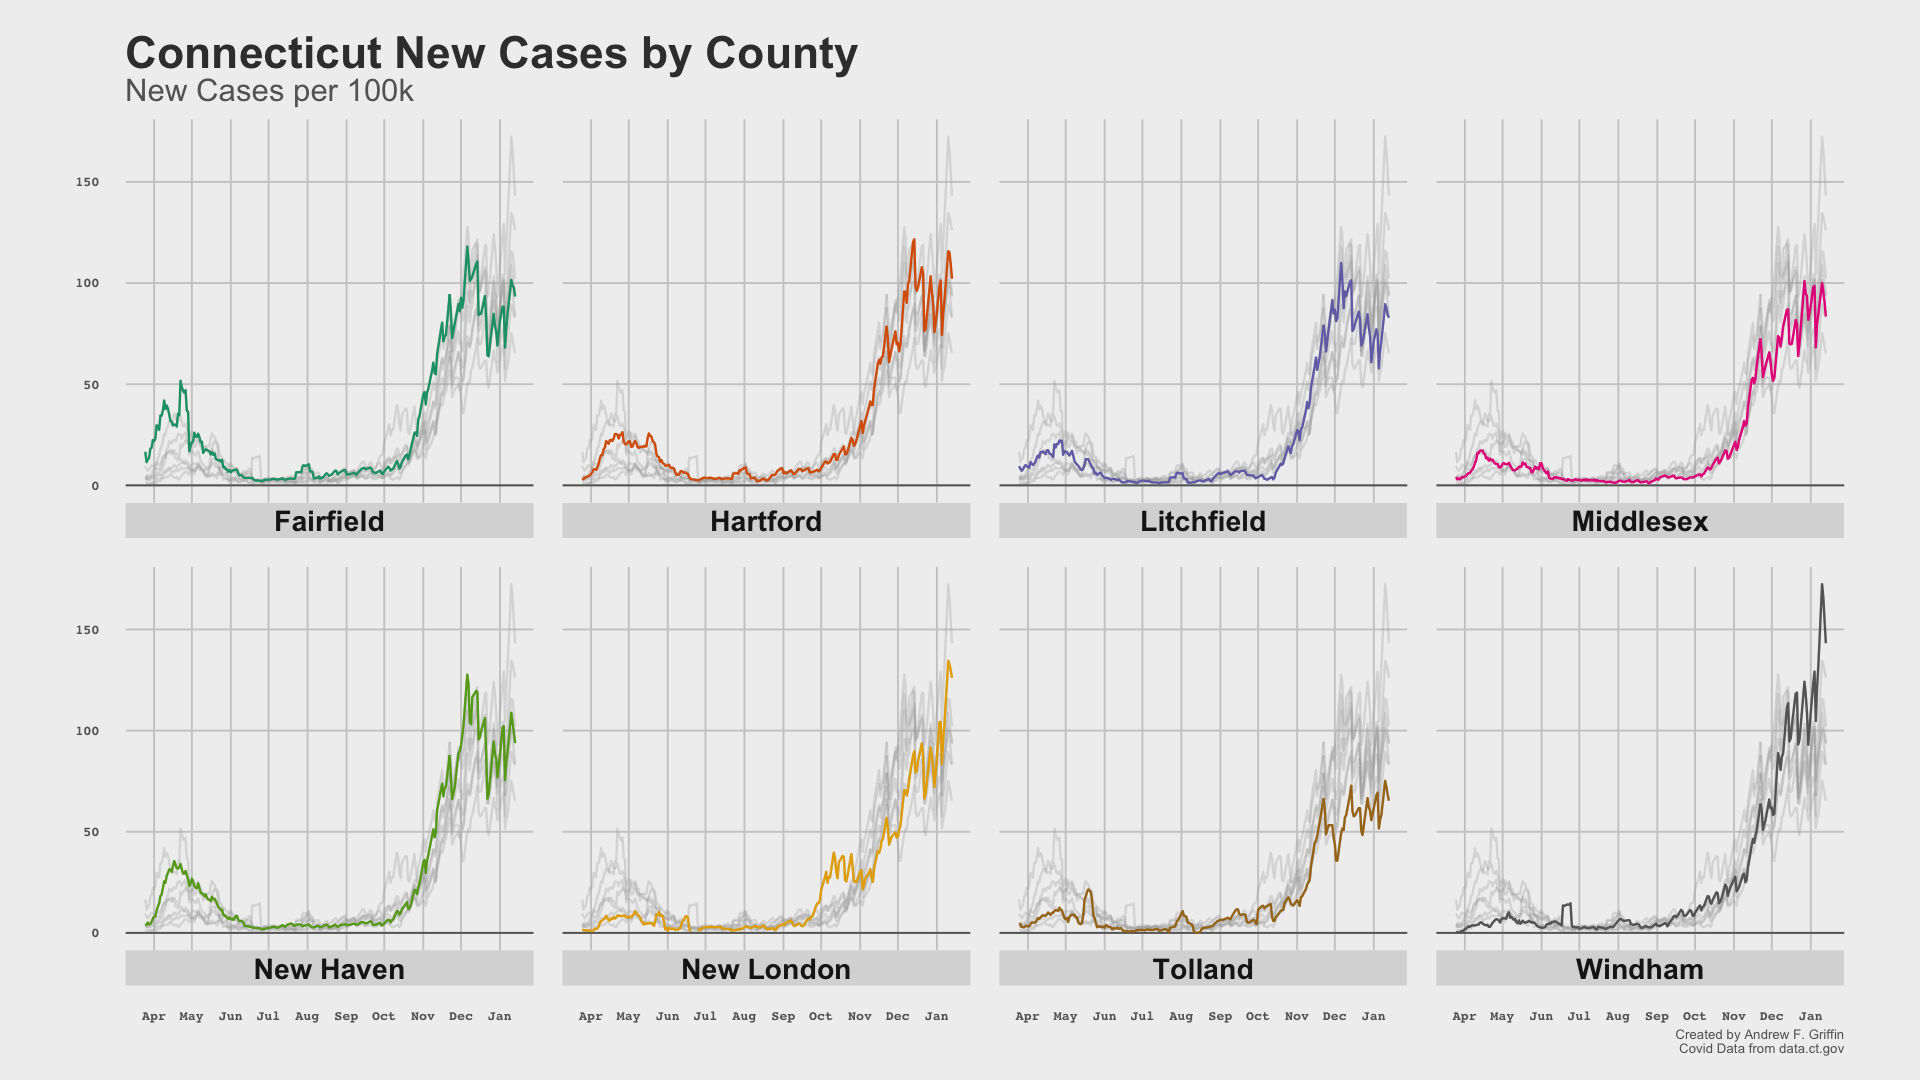 Connecticut New Cases by County
New Cases per 100k
150
100
50
0
Fairfield Hartford Litchfield Middlesex
150
100
50
0
New Haven New London Tolland Windham
Apr May Jun Jul Aug Sep Oct Nov Dec Jan Apr May Jun Jul Aug Sep Oct Nov Dec Jan Apr May Jun Jul Aug Sep Oct Nov Dec Jan Apr May Jun Jul Aug Sep Oct Nov Dec Jan
Created by Andrew F. Griffin
Covid Data from data.ct.gov